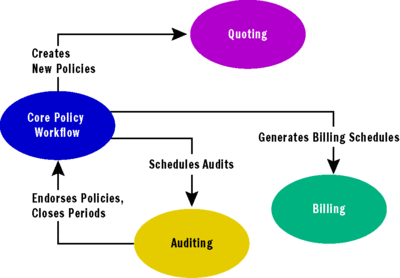 Quoting
Creates
New Policies
Core Policy
Workflow
Generates Billing Schedules
Schedules Audits
Endorses Policies,
Closes Periods
Billing
Auditing